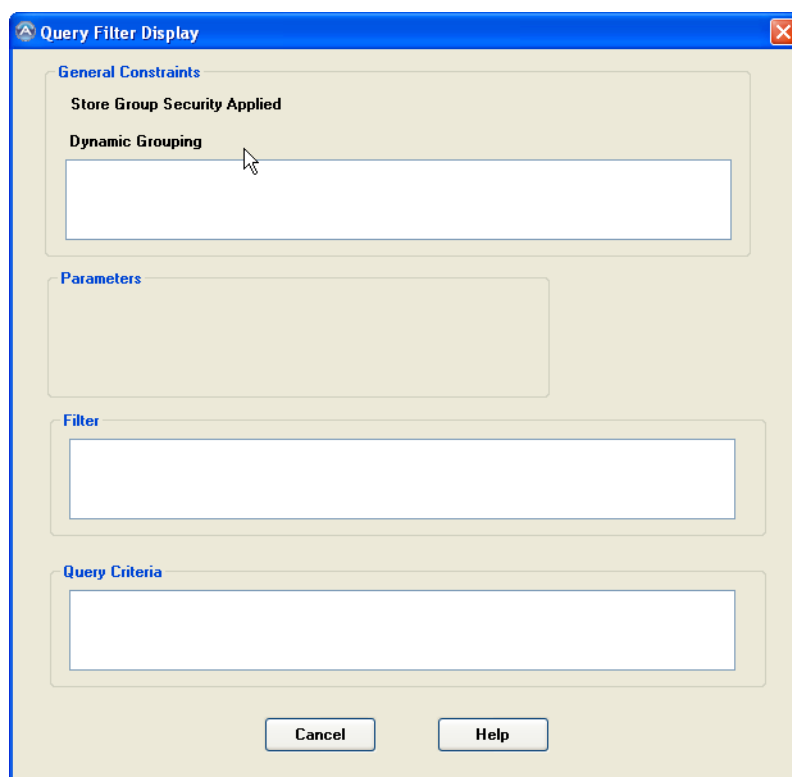 Query Filter Display
General Constraints
Store Group Security Applied
Dynamic Grouping
Parameters
Filter
Query Criteria
Cancel
Help